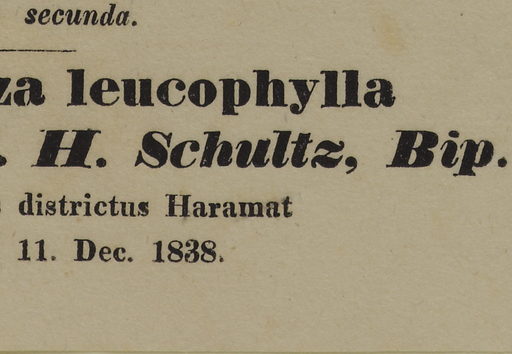 secunda.
za leucophylla
. H. Schultz, Bip.
districtus Haramat
11. Dec. 1838.